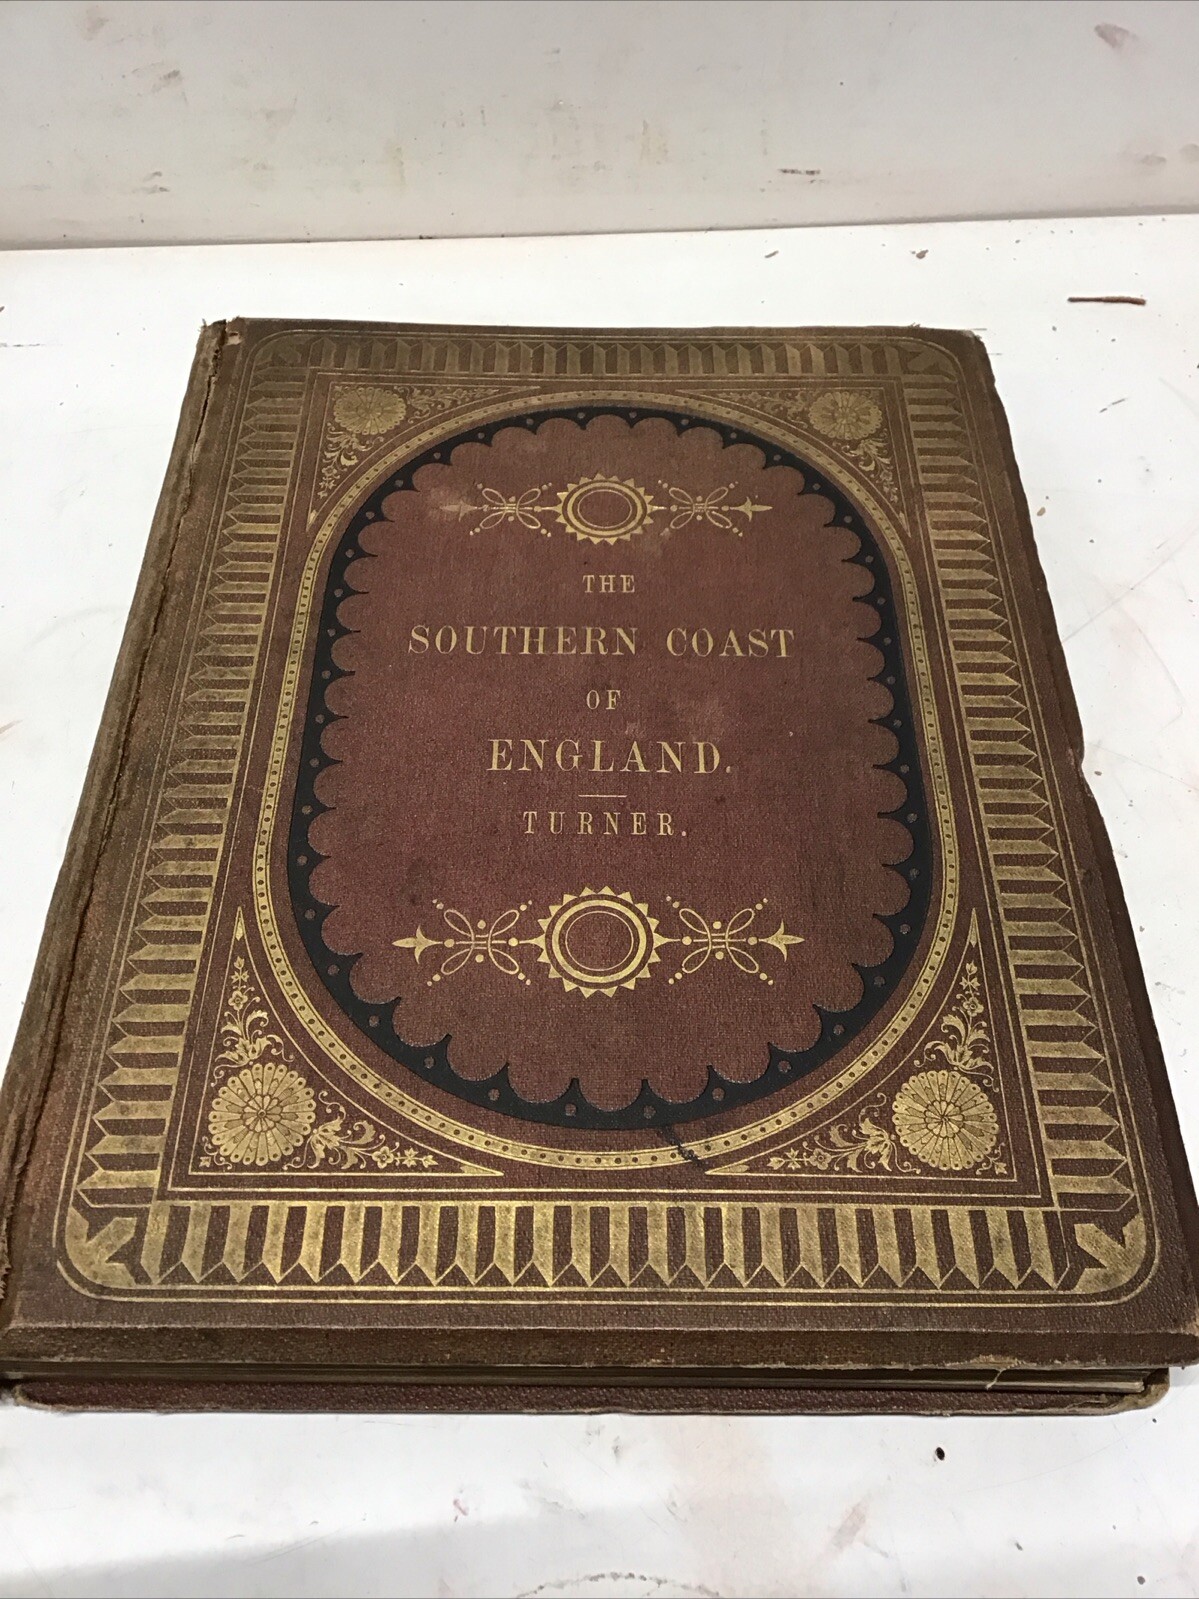 THE
SOUTHERN COAST
OF
ENGLAND.
TURNER.